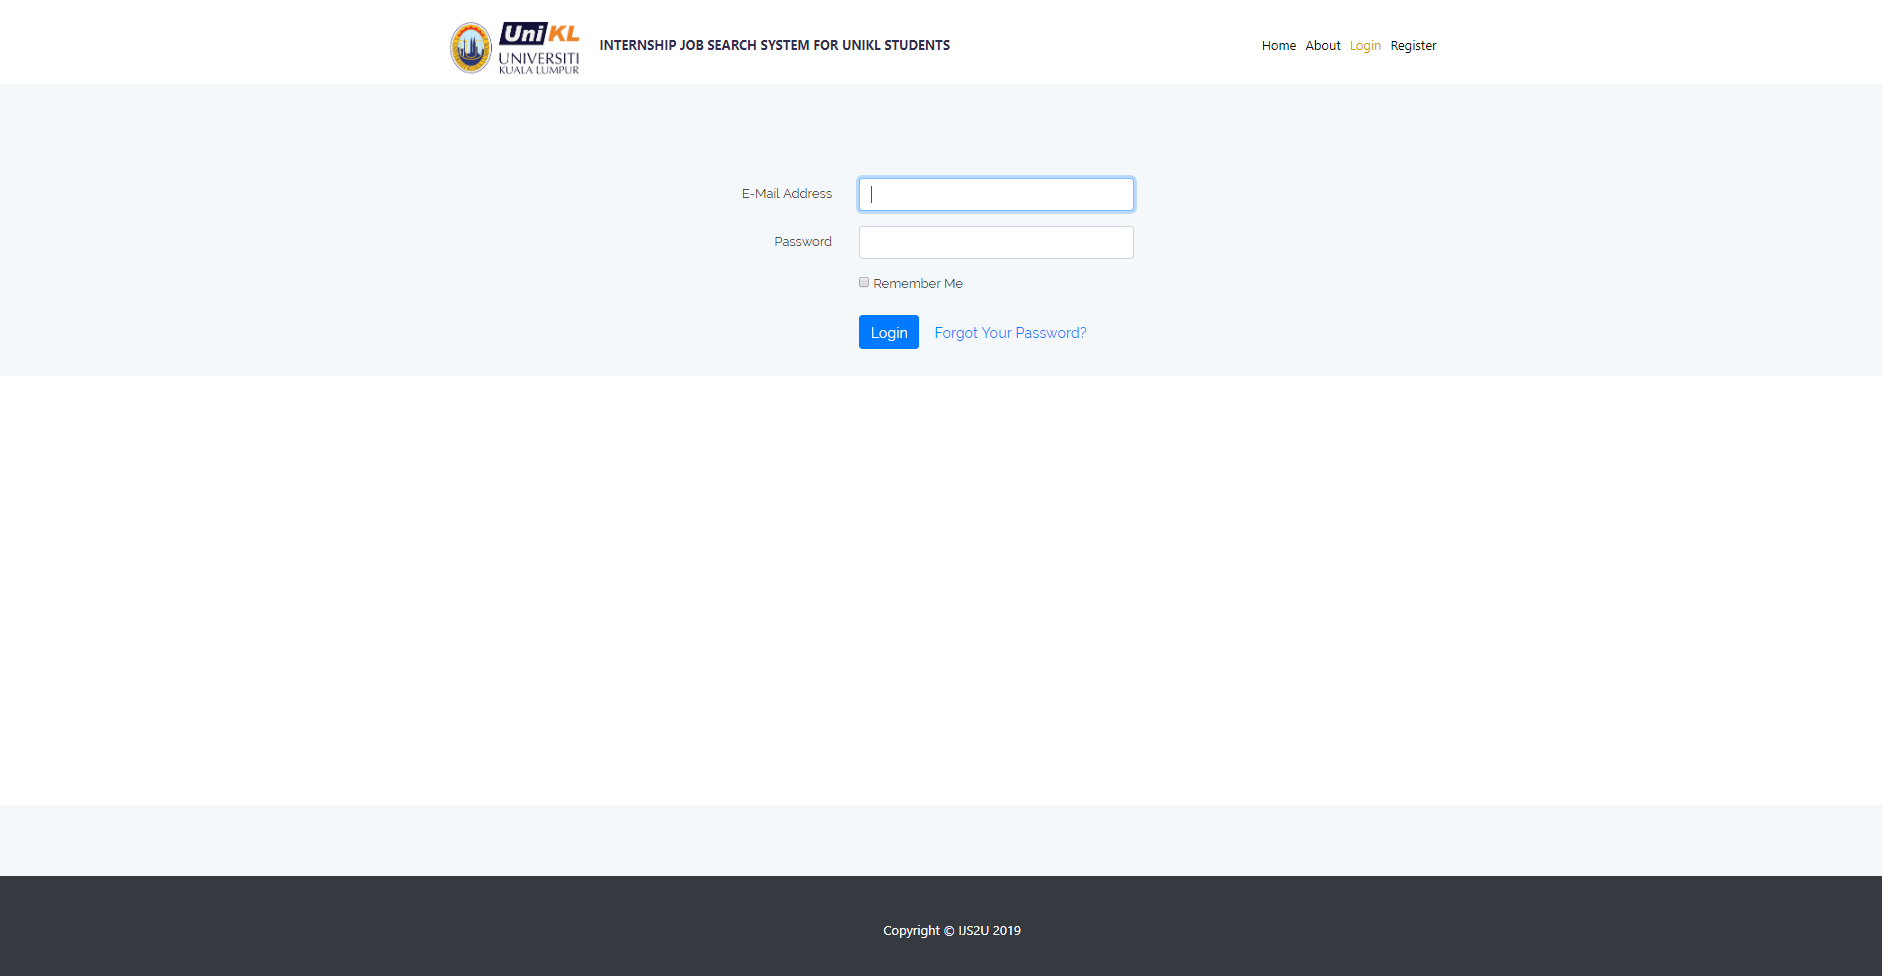 UniKL
UNIVERSITI
KUALA LUMPUR
INTERNSHIP JOB SEARCH SYSTEM FOR UNIKL STUDENTS
Home About Login Register
E-Mail Address
Password
Remember Me
Login Forgot Your Password?
Copyright © IJS2U 2019